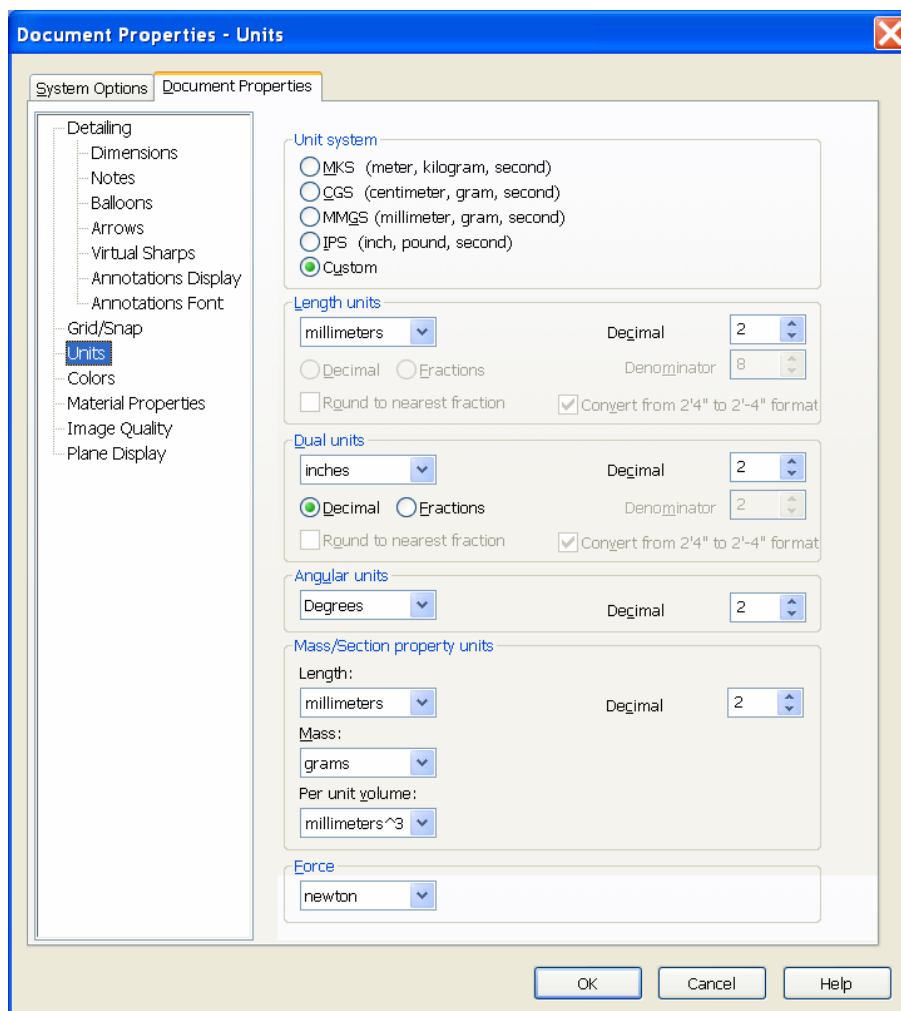 Document Properties - Units
System Options
Document Properties
Detailing
Dimensions
Notes
Balloons
Arrows
Virtual Sharps
Annotations Display
Annotations Font
Grid/Snap
Units
Colors
Material Properties
Image Quality
Plane Display
Unit system
MKS (meter, kilogram, second)
CGS (centimeter, gram, second)
MMGS (millimeter, gram, second)
IPS (inch, pound, second)
Custom
Length units
millimeters Decimal 2
Decimal Fractions Denominator 8
Round to nearest fraction Convert from 2'4" to 2'-4" format
Dual units
inches Decimal 2
Decimal Fractions Denominator 2
Round to nearest fraction Convert from 2'4" to 2'-4" format
Angular units
Degrees Decimal 2
Mass/Section property units
Length:
millimeters Decimal 2
Mass:
grams
Per unit volume:
millimeters^3
Force
newton
OK Cancel Help